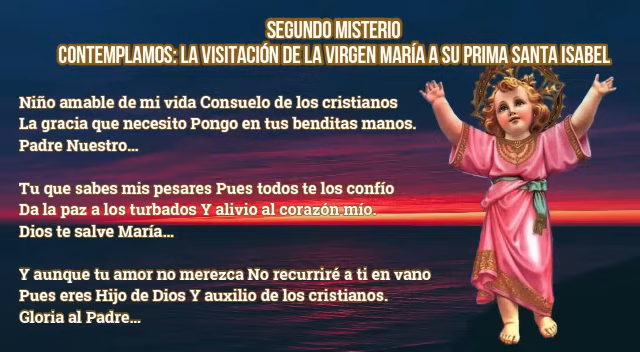 SEGUNDO MISTERIO
CONTEMPLAMOS: LA VISITACIÓN DE LA VIRGEN MARÍA A SU PRIMA SANTA ISABEL
Niño amable de mi vida Consuelo de los cristianos
La gracia que necesito Pongo en tus benditas manos.
Padre Nuestro...
Tu que sabes mis pesares Pues todos te los confío
Da la paz a los turbados Y alivio al corazón mío.
Dios te salve María...
Y aunque tu amor no merezca No recurriré a ti en vano
Pues eres Hijo de Dios Y auxilio de los cristianos.
Gloria al Padre...